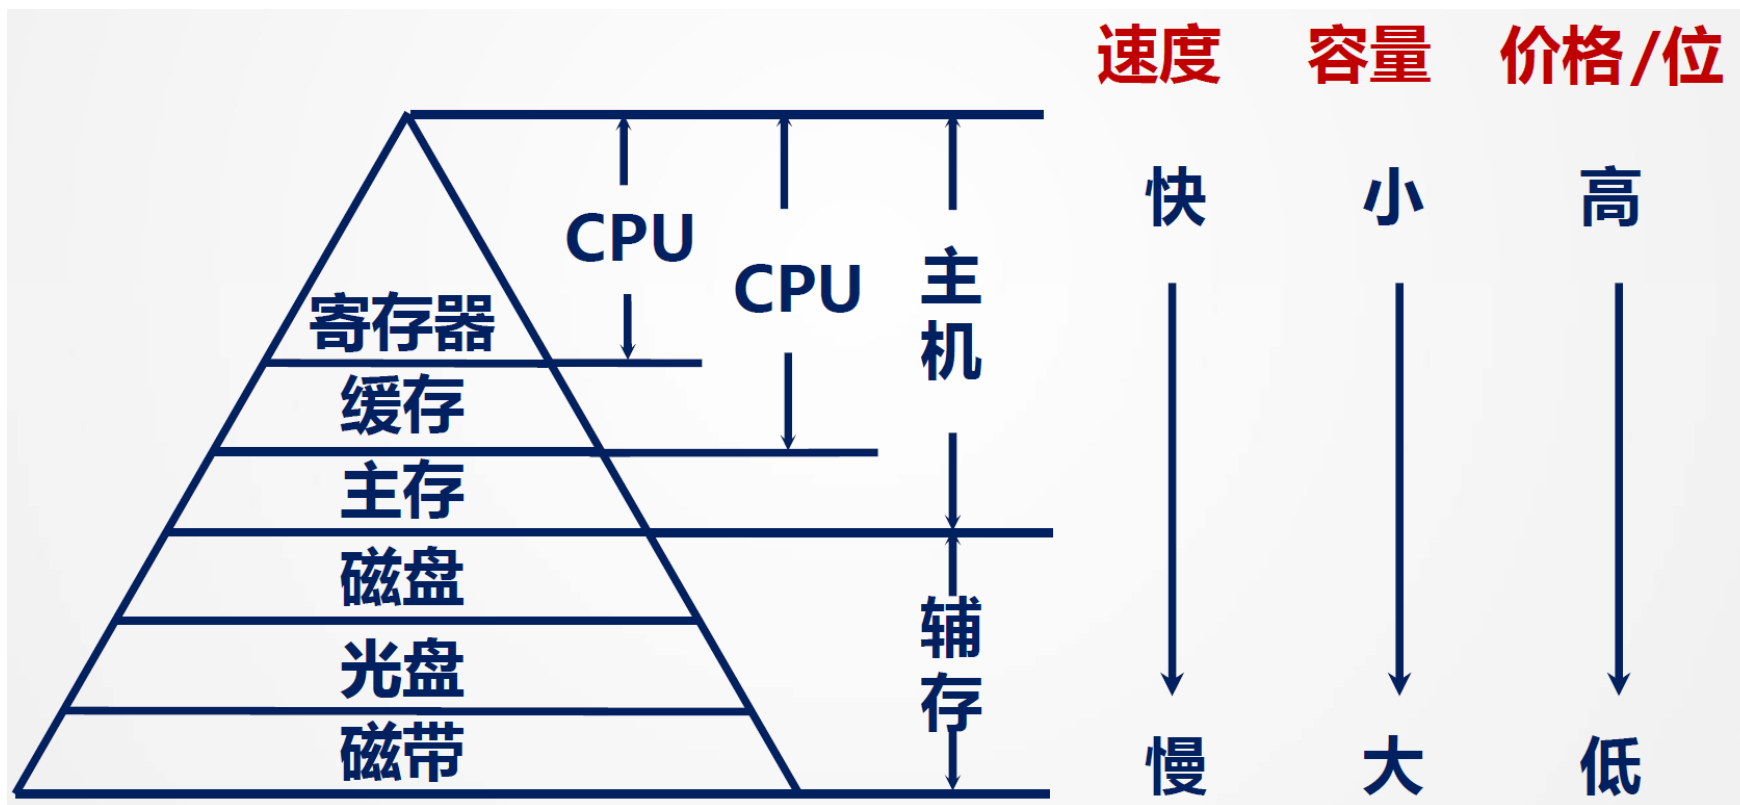 速度 容量 价格/位
快 小 高
CPU
CPU
主机
寄存器
缓存
主存
磁盘
辅存
光盘
磁带
慢 大 低